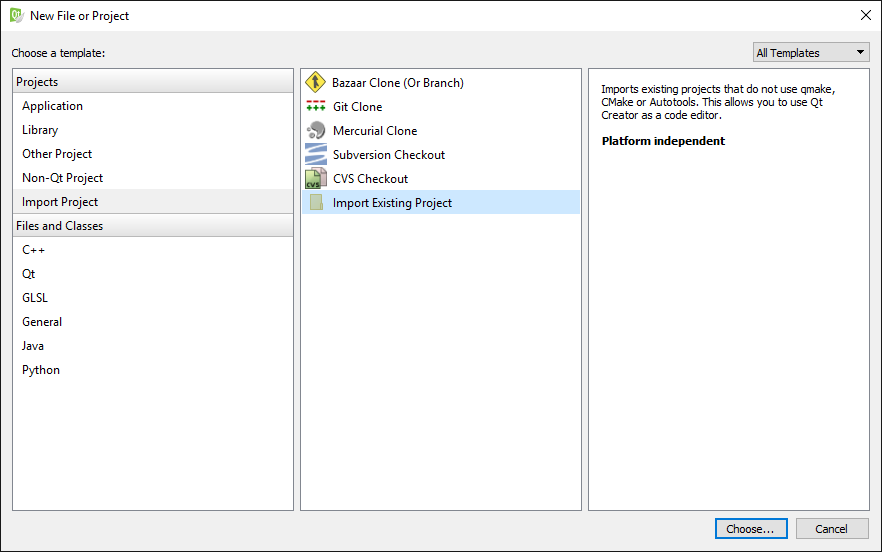 New File or Project
Choose a template:
All Templates
Projects
Application
Library
Other Project
Non-Qt Project
Import Project
Files and Classes
C++
Qt
GLSL
General
Java
Python
Bazaar Clone (Or Branch)
Git Clone
Mercurial Clone
Subversion Checkout
CVS
CVS Checkout
Import Existing Project
Imports existing projects that do not use qmake,
CMake or Autotools. This allows you to use Qt
Creator as a code editor.
Platform independent
Choose...
Cancel